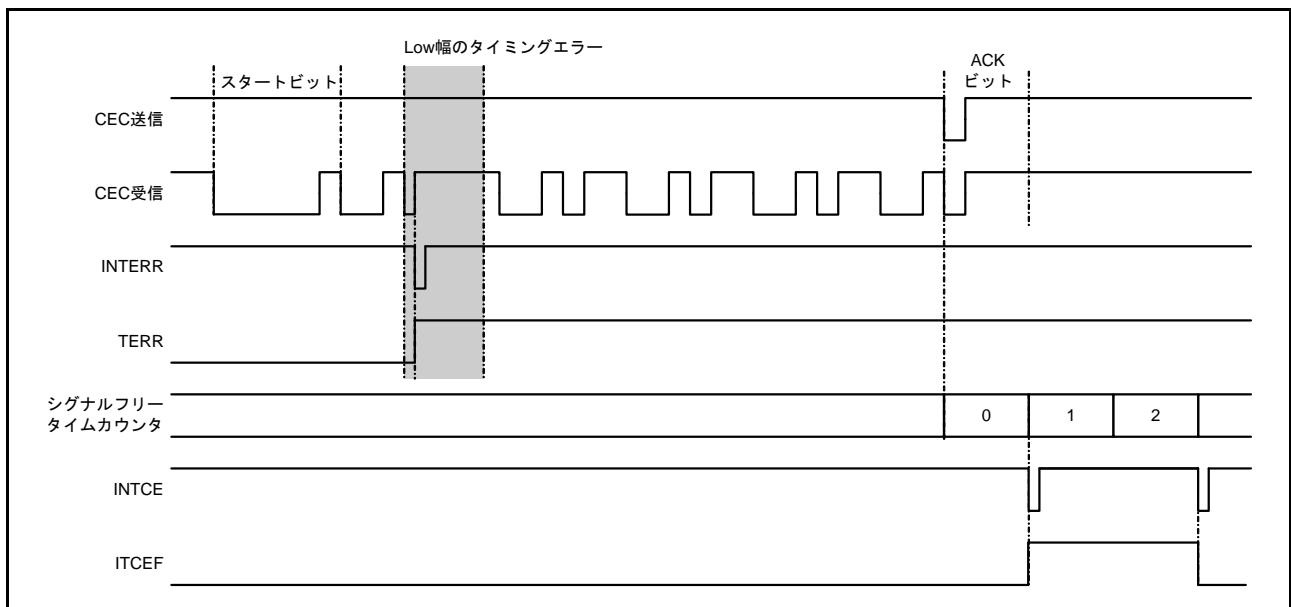 Low幅のタイミングエラー
スタートビット
ACK
ビット
CEC送信
CEC受信
INTERR
TERR
シグナルフリー
タイムカウンタ
0
1
2
INTCE
ITCEF